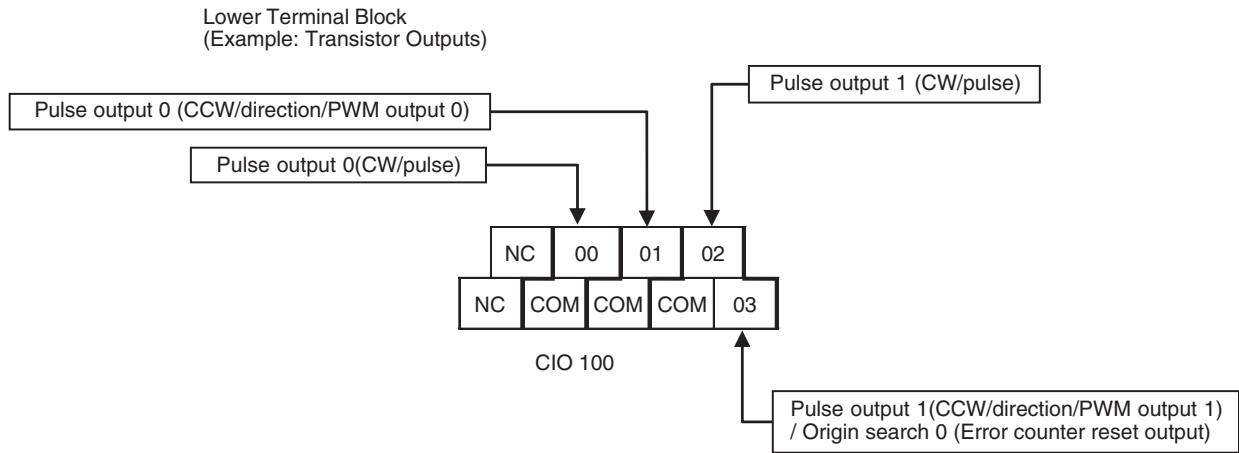 Lower Terminal Block
(Example: Transistor Outputs)
Pulse output 1 (CW/pulse)
Pulse output 0 (CCW/direction/PWM output 0)
Pulse output 0(CW/pulse)
NC 00 01 02
NC COM COM COM 03
CIO 100
Pulse output 1(CCW/direction/PWM output 1)
/ Origin search 0 (Error counter reset output)